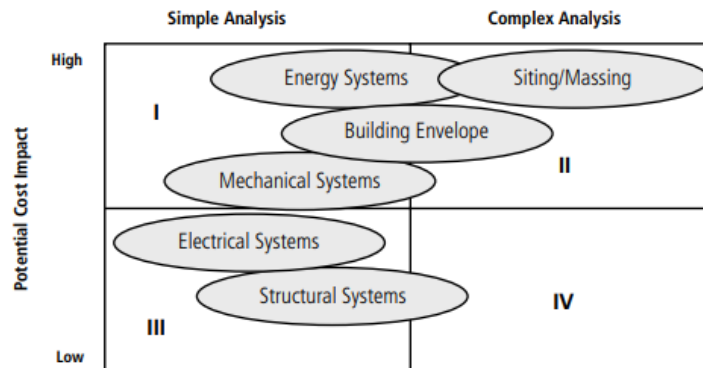 Simple Analysis
Complex Analysis
High
Energy Systems
Siting/Massing
I
Building Envelope
II
Mechanical Systems
Potential Cost Impact
Electrical Systems
Structural Systems
III
IV
Low